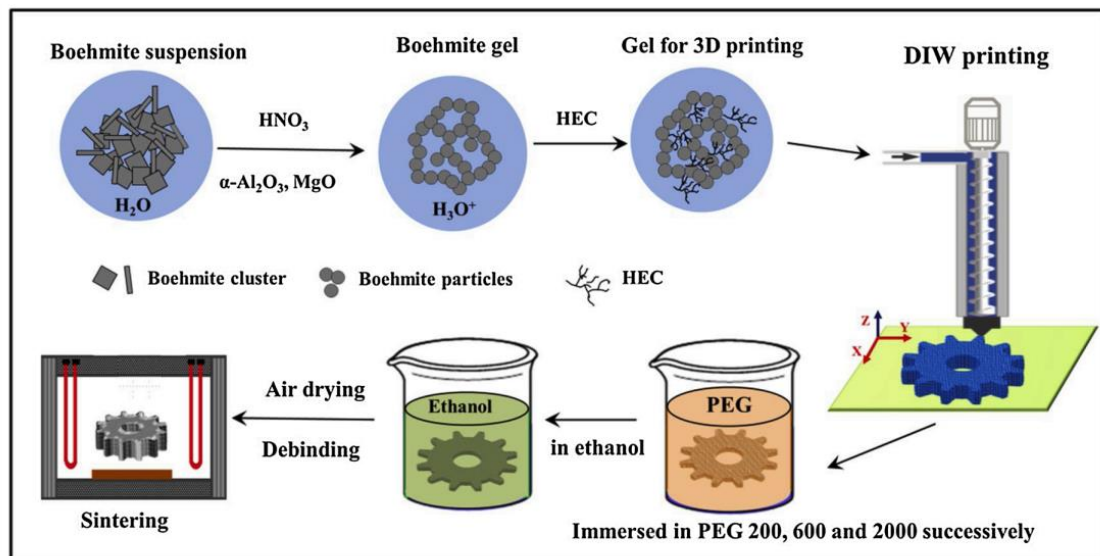 Boehmite suspension
Boehmite gel
Gel for 3D printing
DIW printing
HNO₃
α-Al₂O₃, MgO
HEC
H₂O
H₃O⁺
Boehmite cluster
Boehmite particles
HEC
Z
Y
X
PEG
Immersed in PEG 200, 600 and 2000 successively
in ethanol
Ethanol
Air drying
Debinding
Sintering